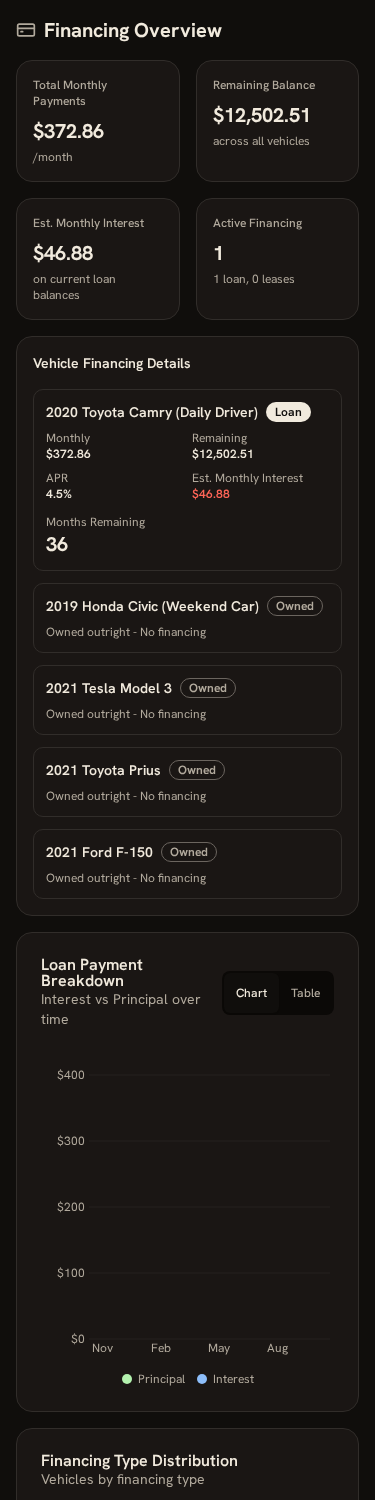 Financing Overview
Total Monthly
Payments
$372.86
/month
Remaining Balance
$12,502.51
across all vehicles
Est. Monthly Interest
$46.88
on current loan
balances
Active Financing
1
1 loan, 0 leases
Vehicle Financing Details
2020 Toyota Camry (Daily Driver) Loan
Monthly Remaining
$372.86 $12,502.51
APR Est. Monthly Interest
4.5% $46.88
Months Remaining
36
2019 Honda Civic (Weekend Car) Owned
Owned outright - No financing
2021 Tesla Model 3 Owned
Owned outright - No financing
2021 Toyota Prius Owned
Owned outright - No financing
2021 Ford F-150 Owned
Owned outright - No financing
Loan Payment
Breakdown
Interest vs Principal over
time
Chart Table
$400
$300
$200
$100
$0
Nov Feb May Aug
Principal Interest
Financing Type Distribution
Vehicles by financing type